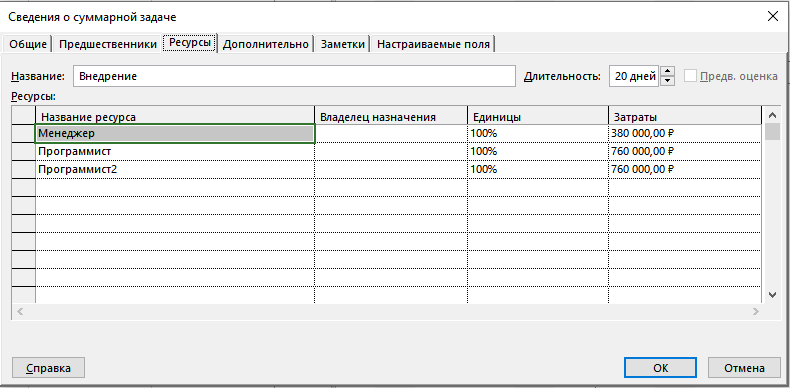 Сведения о суммарной задаче
Общие Предшественники Ресурсы Дополнительно Заметки Настраиваемые поля
Название: Внедрение Длительность: 20 дней Предв. оценка
Ресурсы:
Название ресурса Владелец назначения Единицы Затраты
Менеджер 100% 380 000,00 ₽
Программист 100% 760 000,00 ₽
Программист2 100% 760 000,00 ₽
Справка ОК Отмена